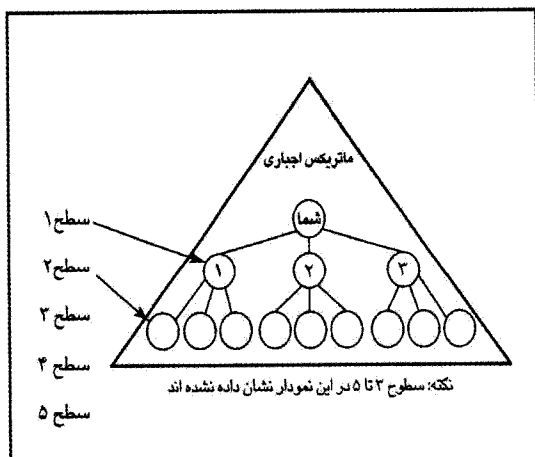 ماتریکس اجباری
شما
سطح ۱
۱ ۲ ۳
سطح ۲
سطح ۳
سطح ۴
نکته: سطوح ۳ تا ۵ در این نمودار نشان داده نشده اند
سطح ۵